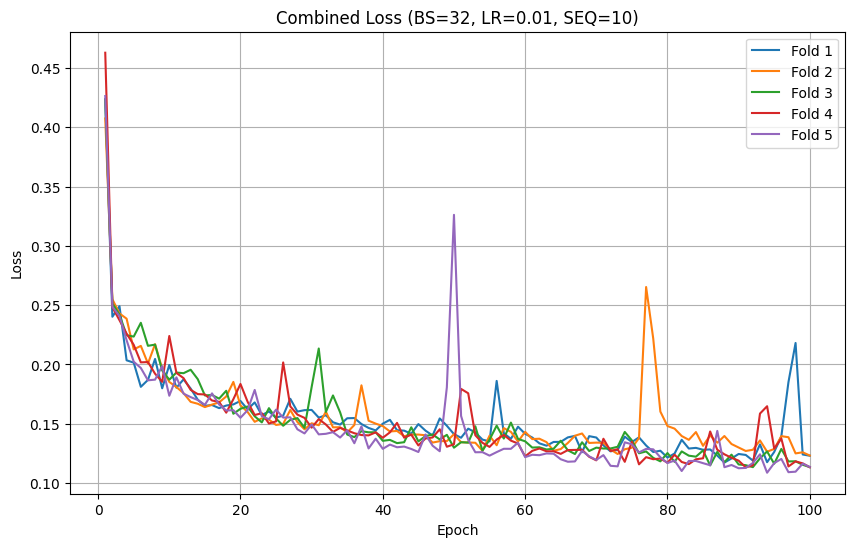 Combined Loss (BS=32, LR=0.01, SEQ=10)
Fold 1
Fold 2
Fold 3
Fold 4
Fold 5
Loss
0.45
0.40
0.35
0.30
0.25
0.20
0.15
0.10
0
20
40
60
80
100
Epoch